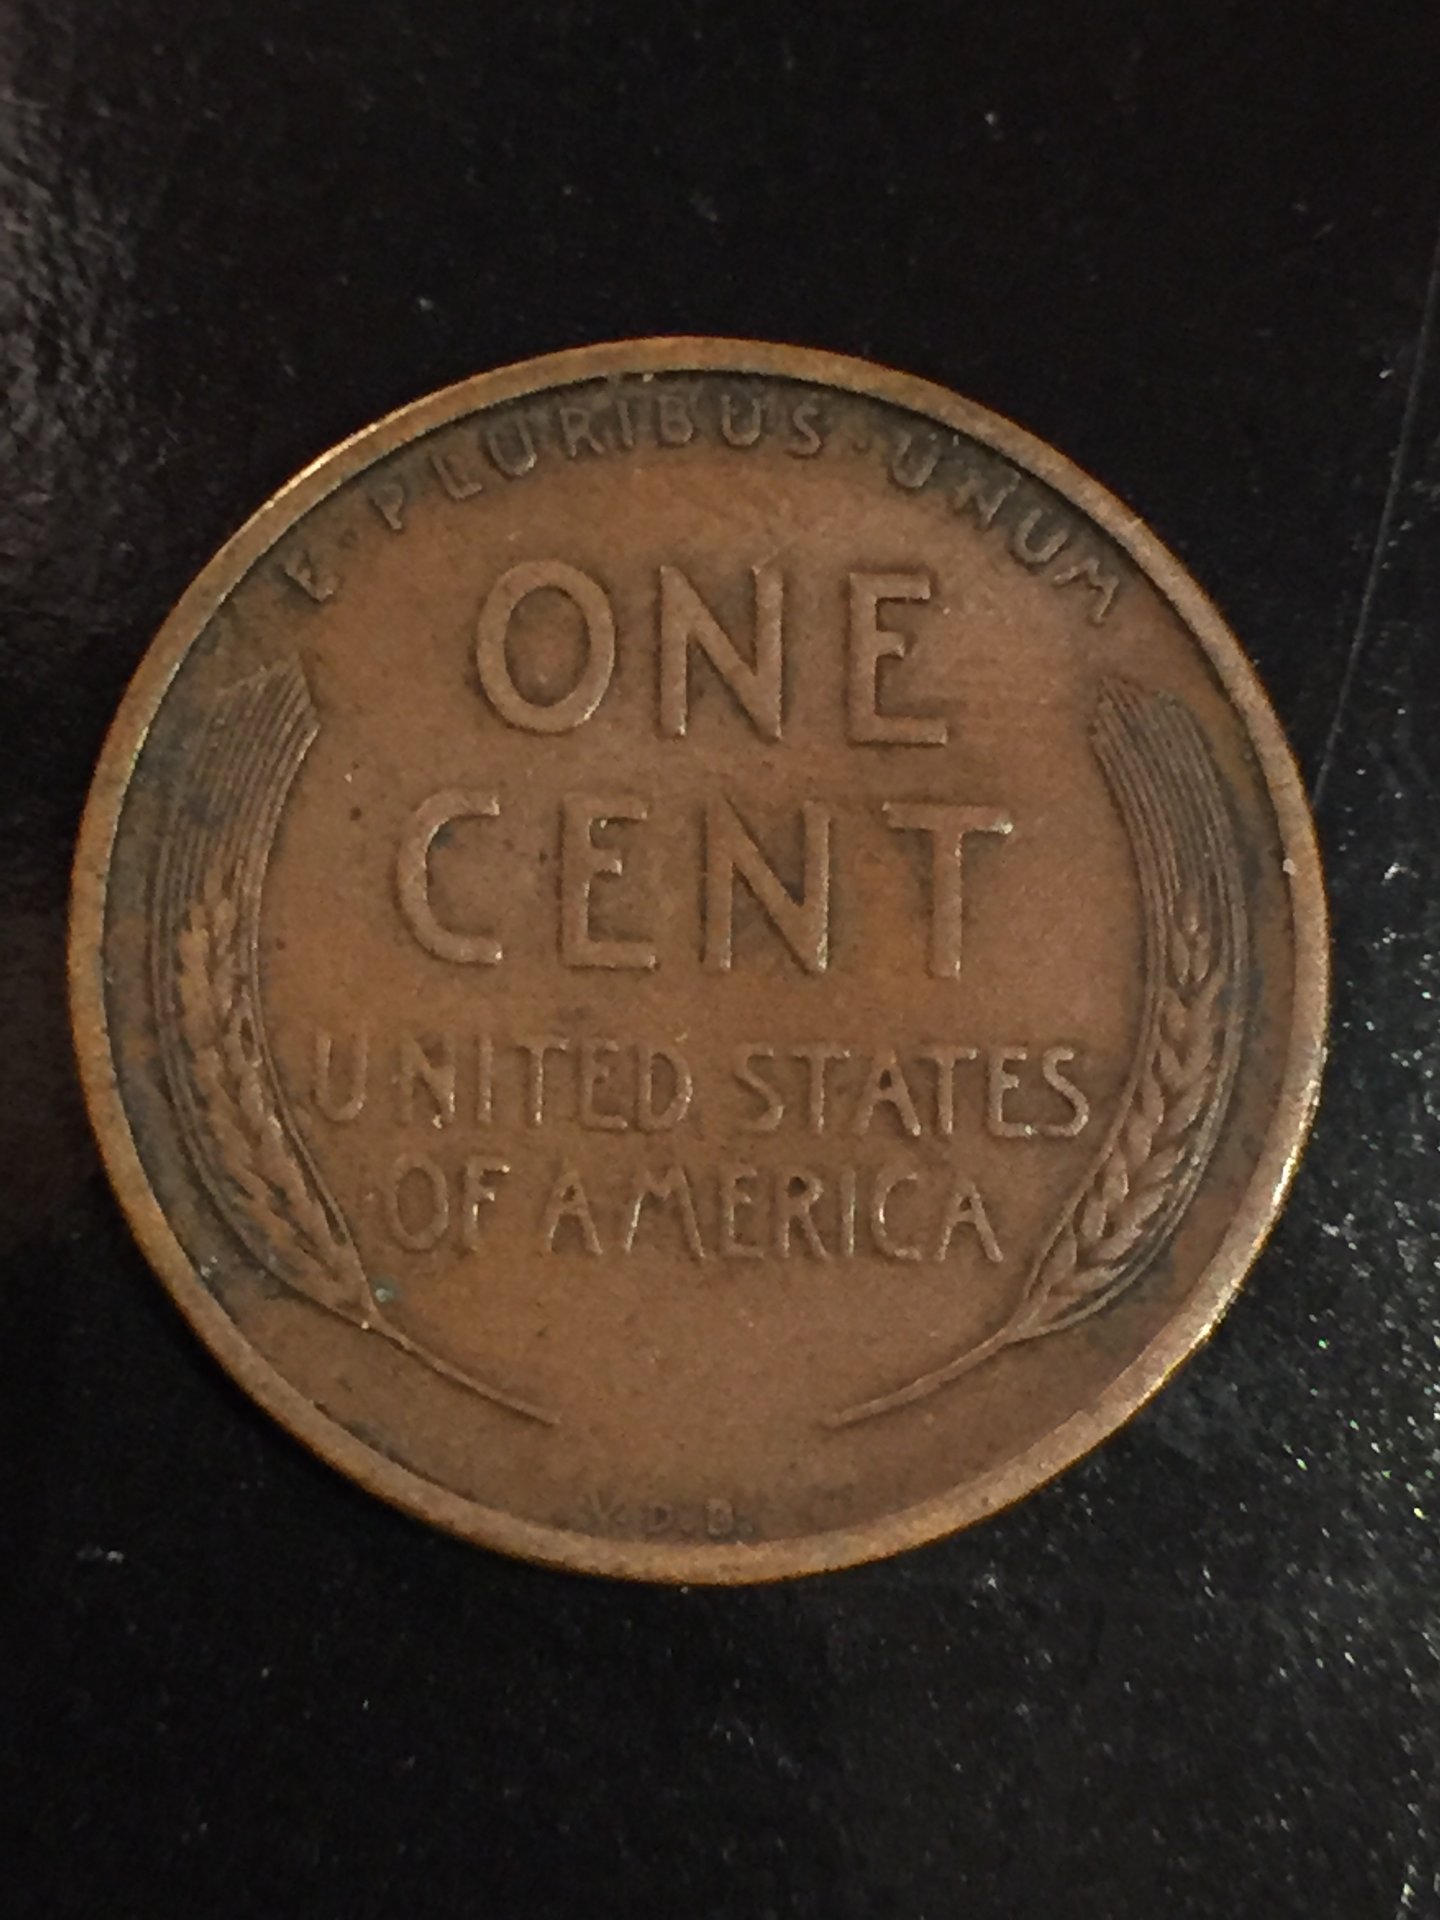 E·PLURIBUS·UNUM
ONE
CENT
UNITED STATES
OF AMERICA
V.D.B.